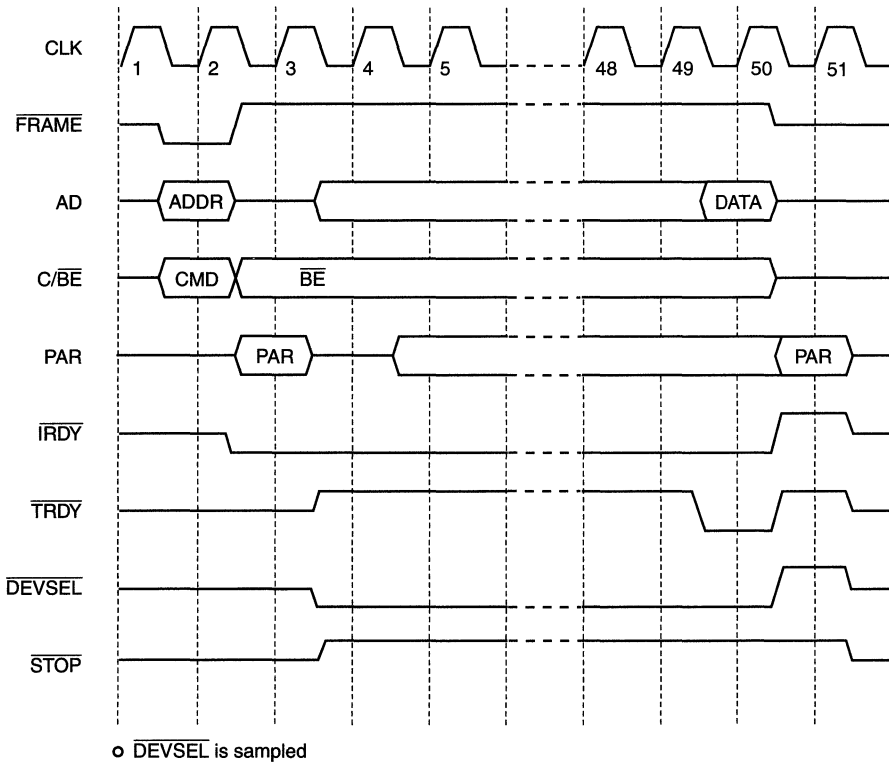 CLK
1 2 3 4 5 48 49 50 51
FRAME
AD ADDR DATA
C/BE CMD BE
PAR PAR PAR
IRDY
TRDY
DEVSEL
STOP
DEVSEL is sampled